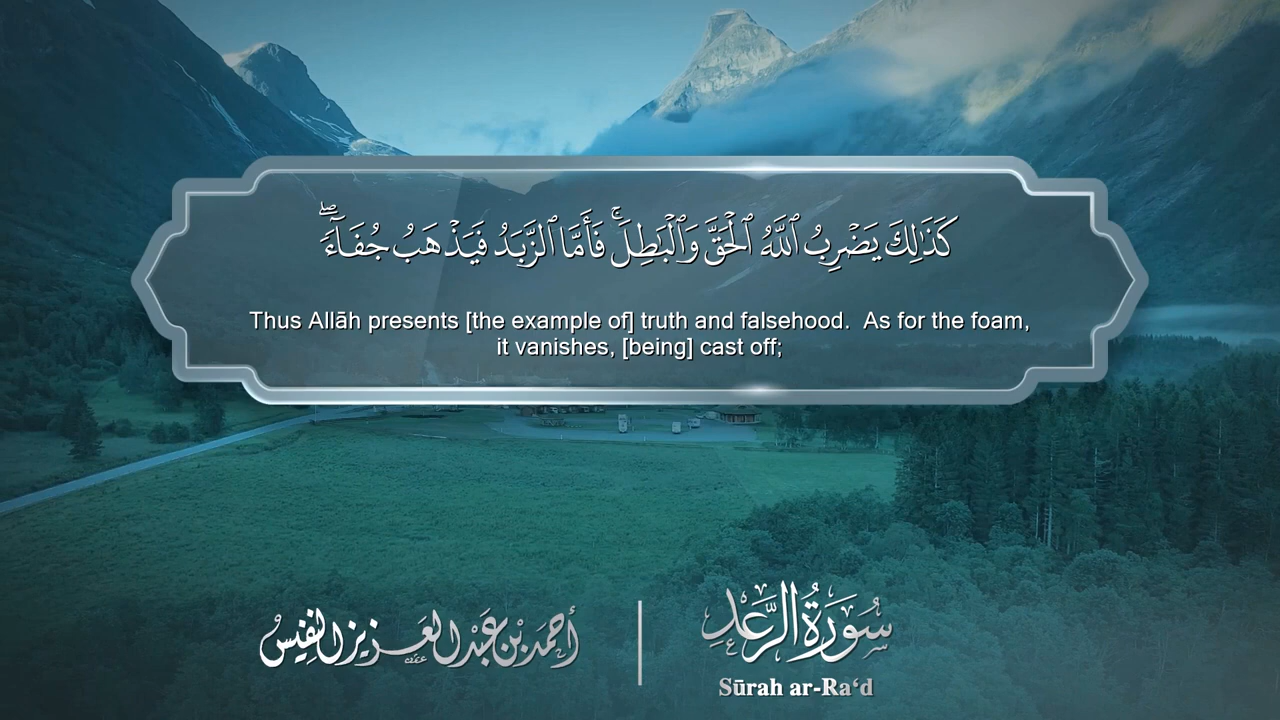 كَذَٰلِكَ يَضْرِبُ ٱللَّهُ ٱلْحَقَّ وَٱلْبَٰطِلَ ۚ فَأَمَّا ٱلزَّبَدُ فَيَذْهَبُ جُفَآءً ۖ
Thus Allāh presents [the example of] truth and falsehood. As for the foam,
it vanishes, [being] cast off;
سُورَةُ الرَّعْدِ
Sūrah ar-Ra‘d
أحمد بن عبد العزيز النفيس